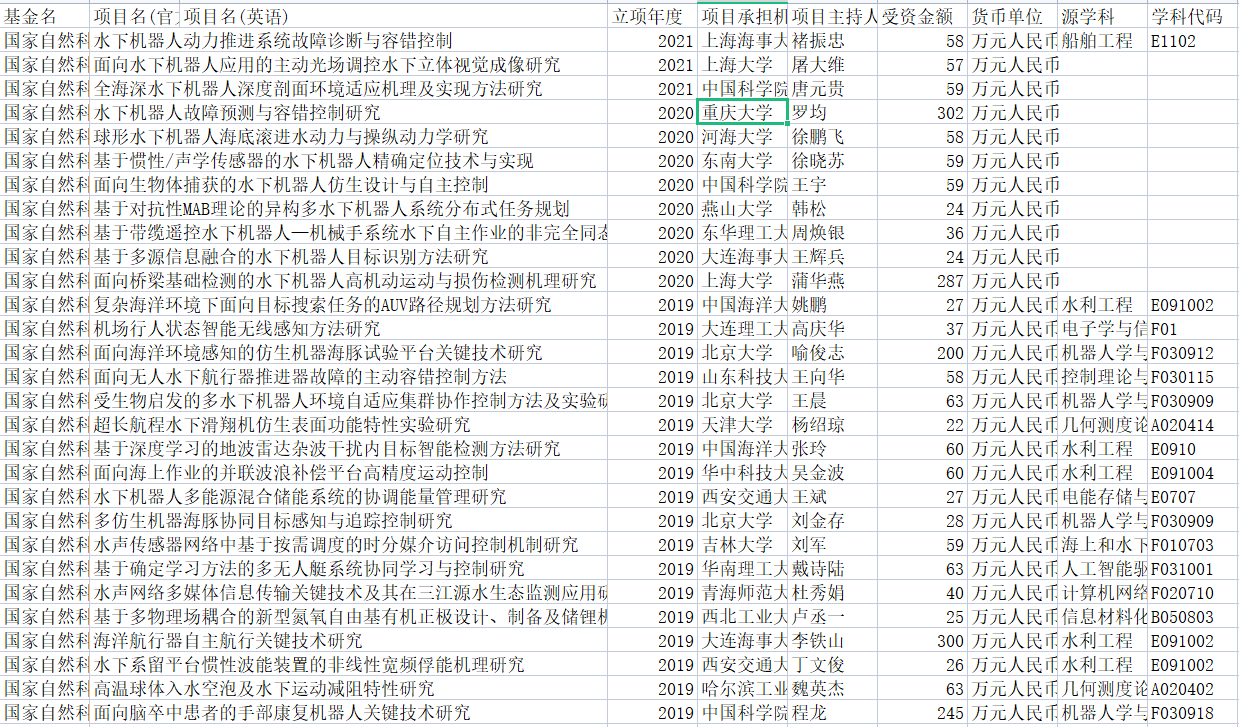 基金名 项目名(官 项目名(英语) 立项年度 项目承担机 项目主持人 受资金额 货币单位 源学科 学科代码
国家自然科 水下机器人动力推进系统故障诊断与容错控制 2021 上海海事大 褚振忠 58 万元人民币 船舶工程 E1102
国家自然科 面向水下机器人应用的主动光场调控水下立体视觉成像研究 2021 上海大学 屠大维 57 万元人民币
国家自然科 全海深水下机器人深度剖面环境适应机理及实现方法研究 2021 中国科学院 唐元贵 59 万元人民币
国家自然科 水下机器人故障预测与容错控制研究 2020 重庆大学 罗均 302 万元人民币
国家自然科 球形水下机器人海底滚进水动力与操纵动力学研究 2020 河海大学 徐鹏飞 58 万元人民币
国家自然科 基于惯性/声学传感器的水下机器人精确定位技术与实现 2020 东南大学 徐晓苏 59 万元人民币
国家自然科 面向生物体捕获的水下机器人仿生设计与自主控制 2020 中国科学院 王宇 59 万元人民币
国家自然科 基于对抗性MAB理论的异构多水下机器人系统分布式任务规划 2020 燕山大学 韩松 24 万元人民币
国家自然科 基于带缆遥控水下机器人—机械手系统水下自主作业的非完全同态 2020 东华理工大 周焕银 36 万元人民币
国家自然科 基于多源信息融合的水下机器人目标识别方法研究 2020 大连海事大 王辉兵 24 万元人民币
国家自然科 面向桥梁基础检测的水下机器人高机动运动与损伤检测机理研究 2020 上海大学 蒲华燕 287 万元人民币
国家自然科 复杂海洋环境下面向目标搜索任务的AUV路径规划方法研究 2019 中国海洋大 姚鹏 27 万元人民币 水利工程 E091002
国家自然科 机场行人状态智能无线感知方法研究 2019 大连理工大 高庆华 37 万元人民币 电子学与信 F01
国家自然科 面向海洋环境感知的仿生机器海豚试验平台关键技术研究 2019 北京大学 喻俊志 200 万元人民币 机器人学与 F030912
国家自然科 面向无人水下航行器推进器故障的主动容错控制方法 2019 山东科技大 王向华 58 万元人民币 控制理论与 F030115
国家自然科 受生物启发的多水下机器人环境自适应集群协作控制方法及实验研 2019 北京大学 王晨 63 万元人民币 机器人学与 F030909
国家自然科 超长航程水下滑翔机仿生表面功能特性实验研究 2019 天津大学 杨绍琼 22 万元人民币 几何测度论 A020414
国家自然科 基于深度学习的地波雷达杂波干扰内目标智能检测方法研究 2019 中国海洋大 张玲 60 万元人民币 水利工程 E0910
国家自然科 面向海上作业的并联波浪补偿平台高精度运动控制 2019 华中科技大 吴金波 60 万元人民币 水利工程 E091004
国家自然科 水下机器人多能源混合储能系统的协调能量管理研究 2019 西安交通大 王斌 27 万元人民币 电能存储与 E0707
国家自然科 多仿生机器海豚协同目标感知与追踪控制研究 2019 北京大学 刘金存 28 万元人民币 机器人学与 F030909
国家自然科 水声传感器网络中基于按需调度的时分媒介访问控制机制研究 2019 吉林大学 刘军 59 万元人民币 海上和水下 F010703
国家自然科 基于确定学习方法的多无人艇系统协同学习与控制研究 2019 华南理工大 戴诗陆 63 万元人民币 人工智能驱 F031001
国家自然科 水声网络多媒体信息传输关键技术及其在三江源水生态监测应用研 2019 青海师范大 杜秀娟 40 万元人民币 计算机网络 F020710
国家自然科 基于多物理场耦合的新型氮氧自由基有机正极设计、制备及储锂机 2019 西北工业大 卢丞一 25 万元人民币 信息材料化 B050803
国家自然科 海洋航行器自主航行关键技术研究 2019 大连海事大 李铁山 300 万元人民币 水利工程 E091002
国家自然科 水下系留平台惯性波能装置的非线性宽频俘能机理研究 2019 西安交通大 丁文俊 26 万元人民币 水利工程 E091002
国家自然科 高温球体入水空泡及水下运动减阻特性研究 2019 哈尔滨工业 魏英杰 63 万元人民币 几何测度论 A020402
国家自然科 面向脑卒中患者的手部康复机器人关键技术研究 2019 中国科学院 程龙 245 万元人民币 机器人学与 F030918